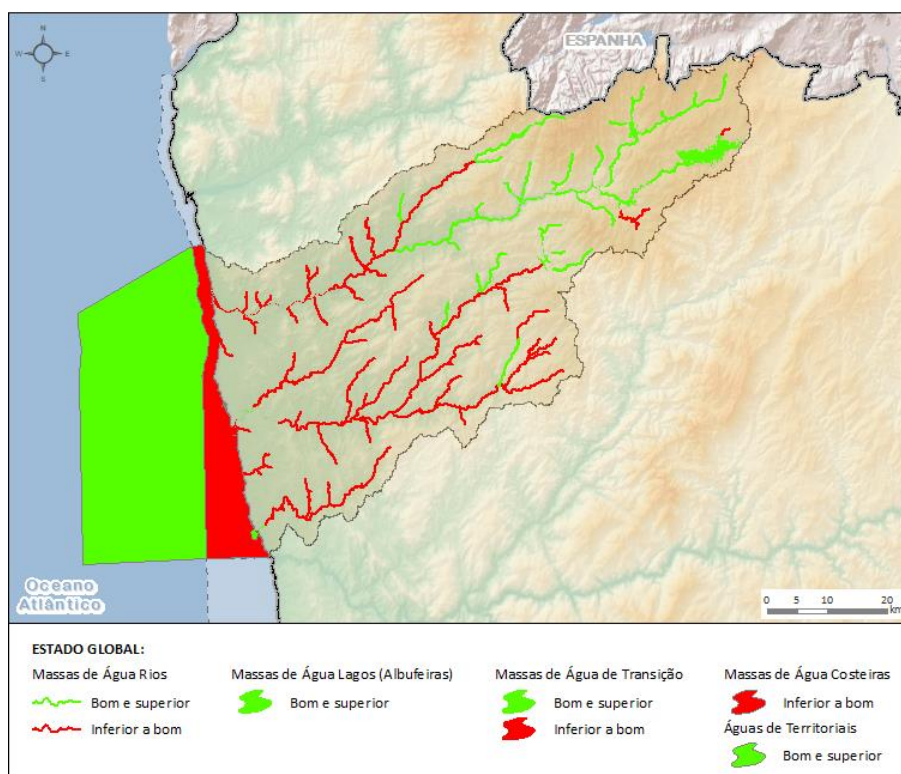 N
W E
S
ESPANHA
Oceano
Atlântico
0 5 10 20
km
ESTADO GLOBAL:
Massas de Água Rios
Bom e superior
Inferior a bom
Massas de Água Lagos (Albufeiras)
Bom e superior
Massas de Água de Transição
Bom e superior
Inferior a bom
Massas de Água Costeiras
Inferior a bom
Águas de Territoriais
Bom e superior